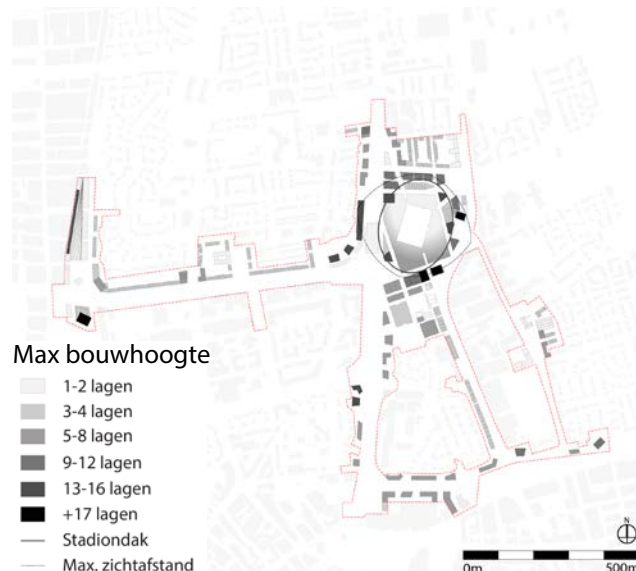 Max bouwhoogte
1-2 lagen
3-4 lagen
5-8 lagen
9-12 lagen
13-16 lagen
+17 lagen
Stadiondak
Max. zichtafstand
N
0m 500m